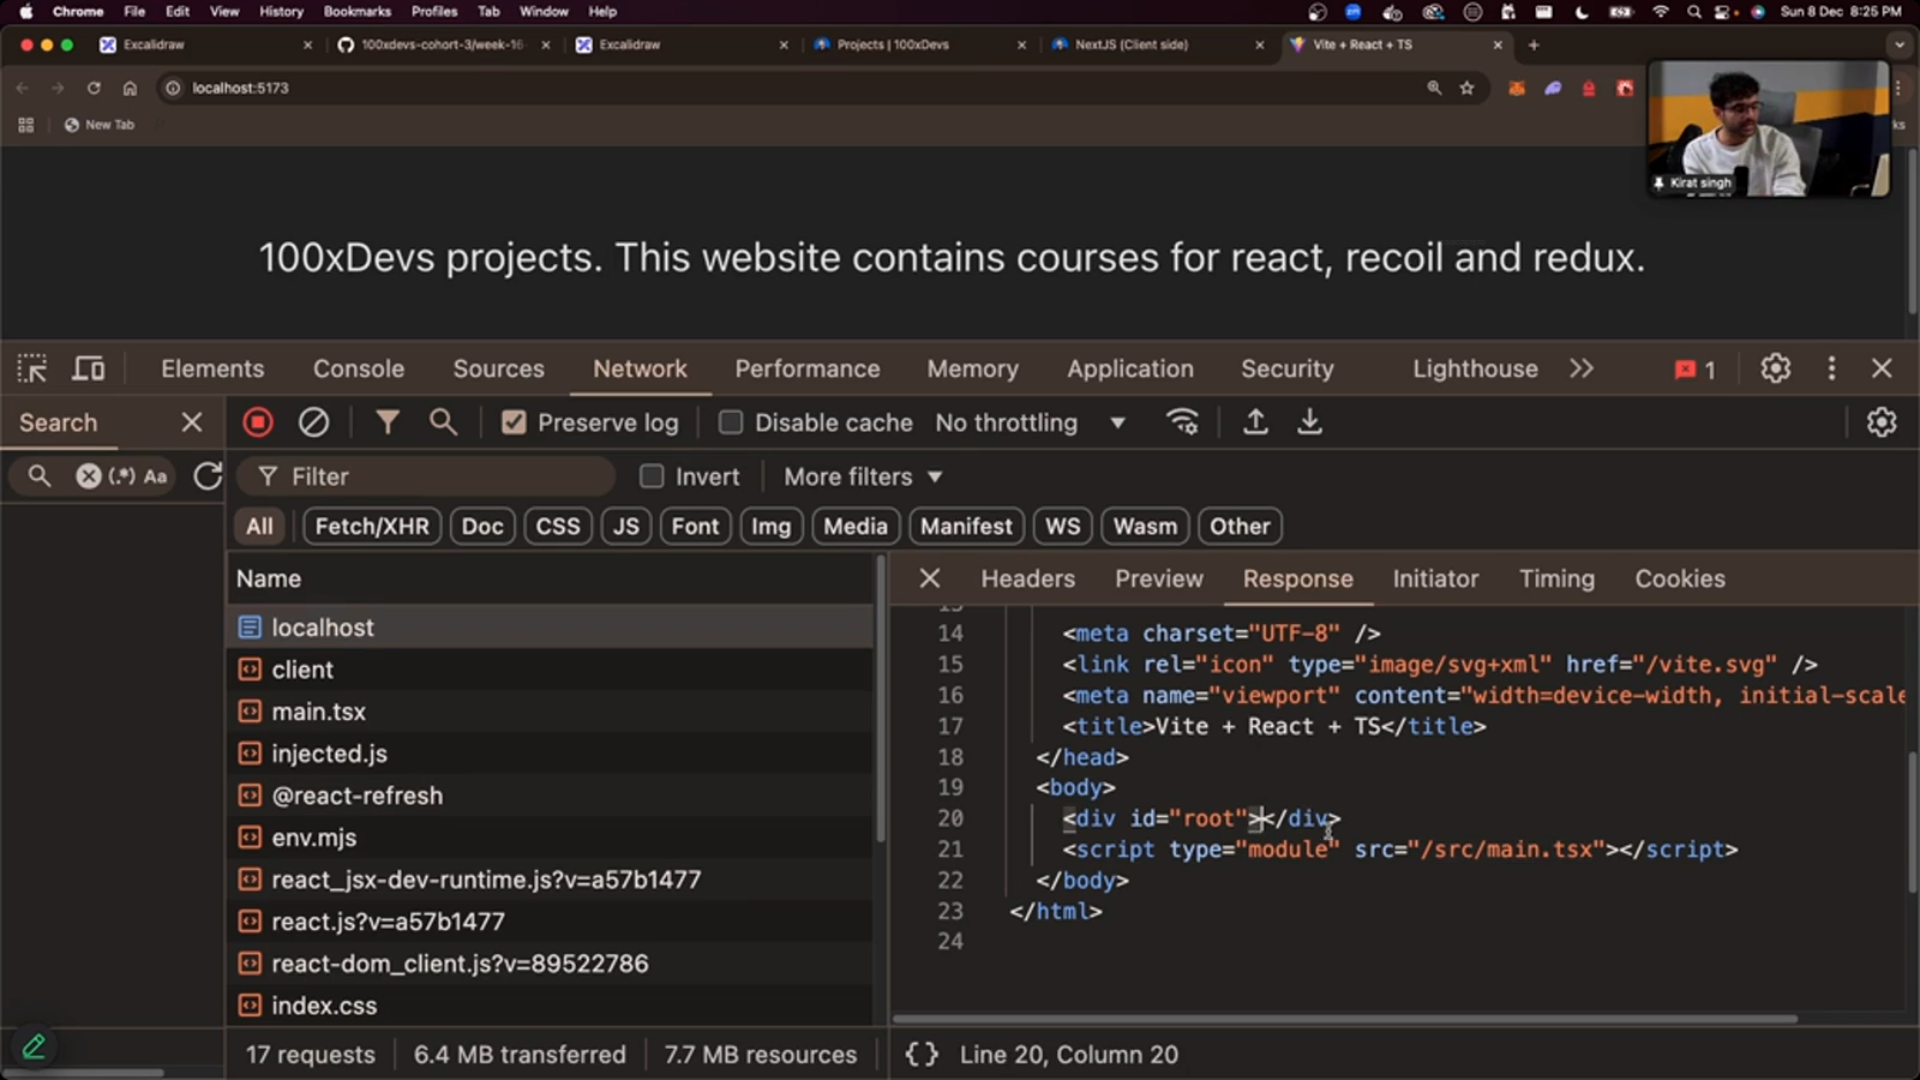 Chrome File Edit View History Bookmarks Profiles Tab Window Help Sun 8 Dec 8:25 PM
Excalidraw 100xdevs-cohort-3/week-16 Excalidraw Projects | 100xDevs NextJS (Client side) Vite + React + TS
localhost:5173
New Tab
Kirat singh
100xDevs projects. This website contains courses for react, recoil and redux.
Elements Console Sources Network Performance Memory Application Security Lighthouse 1
Search Preserve log Disable cache No throttling
(.*) Aa Filter Invert More filters
All Fetch/XHR Doc CSS JS Font Img Media Manifest WS Wasm Other
Name
Headers Preview Response Initiator Timing Cookies
localhost
client
main.tsx
injected.js
@react-refresh
env.mjs
react_jsx-dev-runtime.js?v=a57b1477
react.js?v=a57b1477
react-dom_client.js?v=89522786
index.css
14 <meta charset="UTF-8" />
15 <link rel="icon" type="image/svg+xml" href="/vite.svg" />
16 <meta name="viewport" content="width=device-width, initial-scale
17 <title>Vite + React + TS</title>
18 </head>
19 <body>
20 <div id="root"></div>
21 <script type="module" src="/src/main.tsx"></script>
22 </body>
23 </html>
24
17 requests 6.4 MB transferred 7.7 MB resources {} Line 20, Column 20